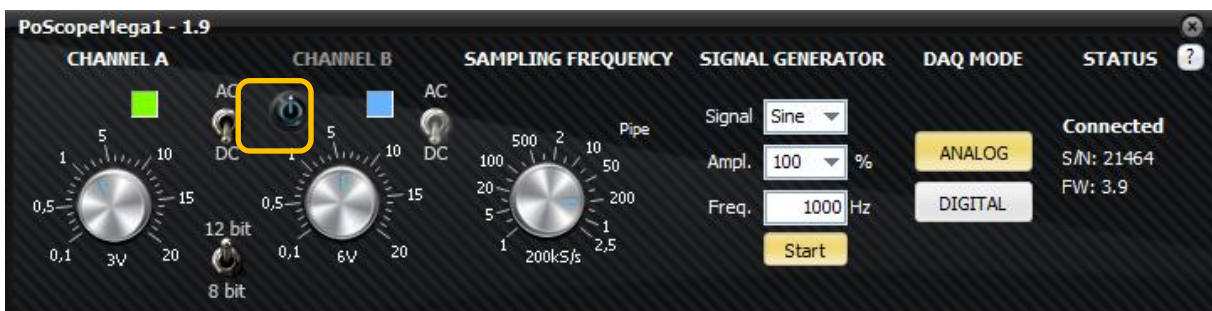 PoScopeMega1 - 1.9
?
CHANNEL A
CHANNEL B
SAMPLING FREQUENCY
SIGNAL GENERATOR
DAQ MODE
STATUS
AC
DC
AC
DC
5
1
10
0,5
15
0,1
20
3V
12 bit
8 bit
5
1
10
0,5
15
0,1
20
6V
500
2
10
Pipe
100
50
20
200
5
1
1
2,5
200kS/s
Signal Sine
Ampl. 100 %
Freq. 1000 Hz
Start
ANALOG
DIGITAL
Connected
S/N: 21464
FW: 3.9